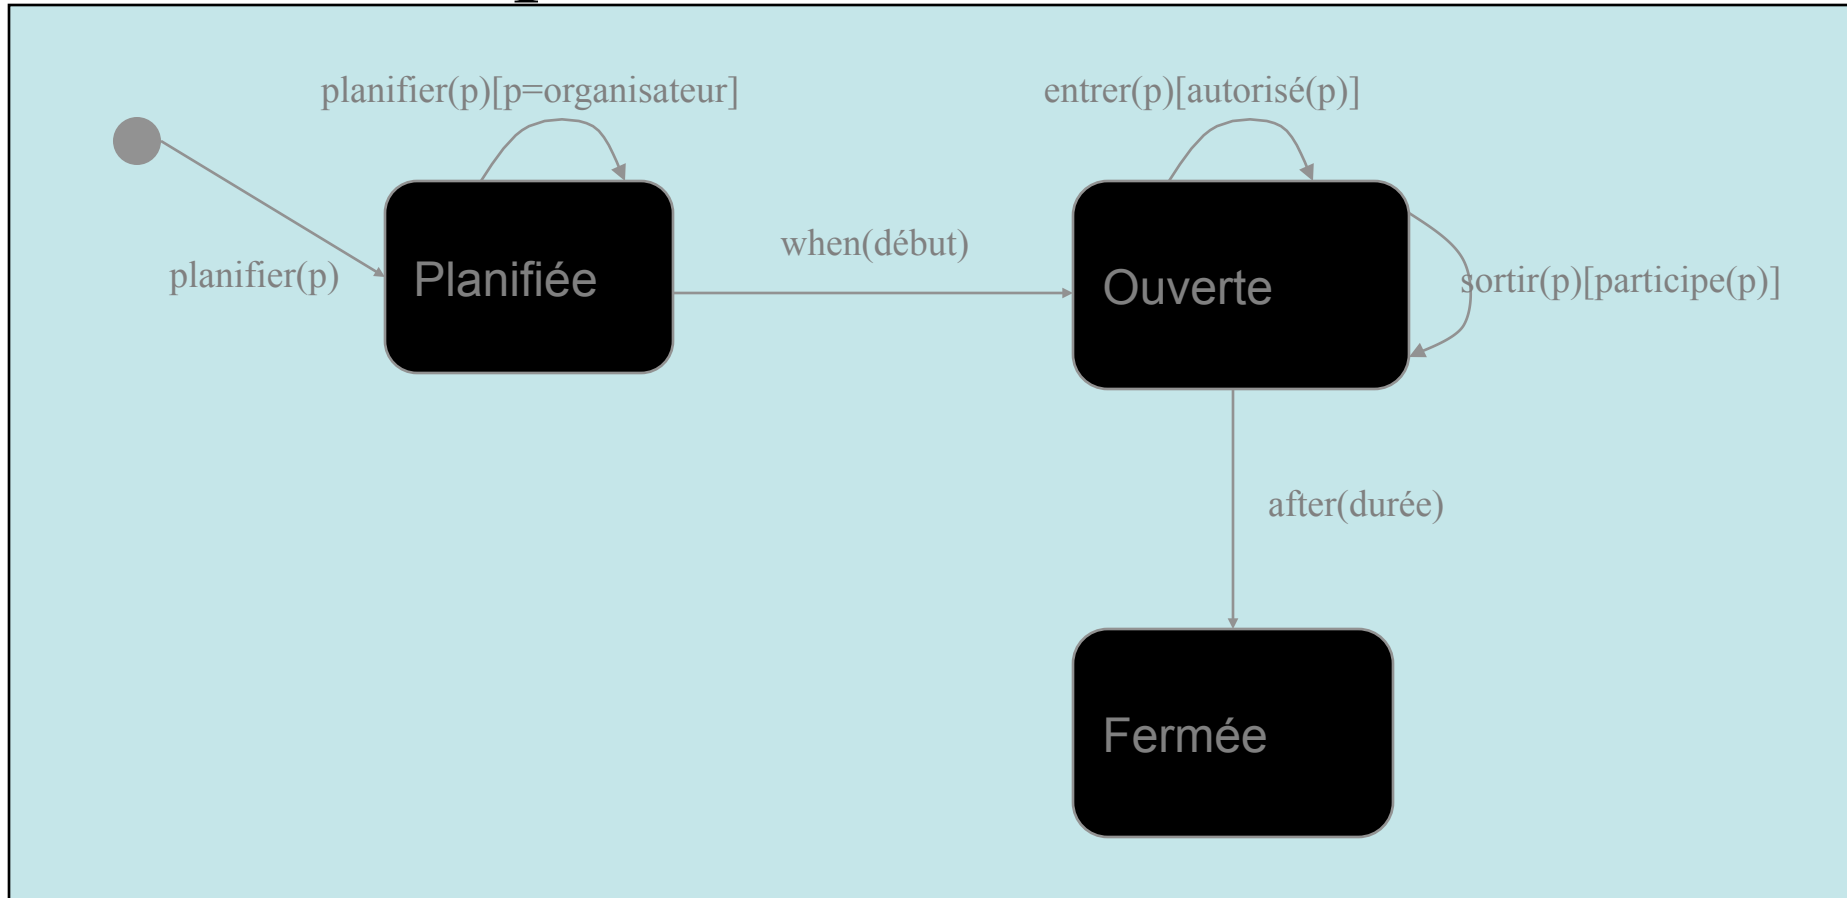 planifier(p)[p=organisateur]
entrer(p)[autorisé(p)]
planifier(p)
Planifiée
when(début)
Ouverte
sortir(p)[participe(p)]
after(durée)
Fermée